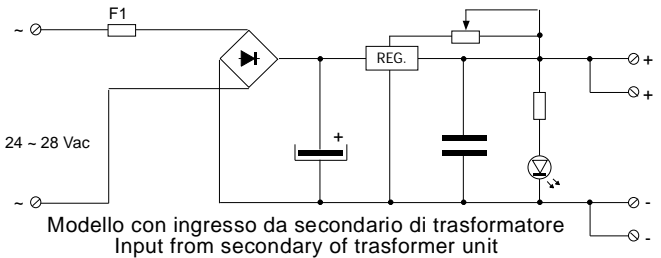 F1
~
REG.
+
+
24 ~ 28 Vac
+
~
-
-
Modello con ingresso da secondario di trasformatore
Input from secondary of trasformer unit